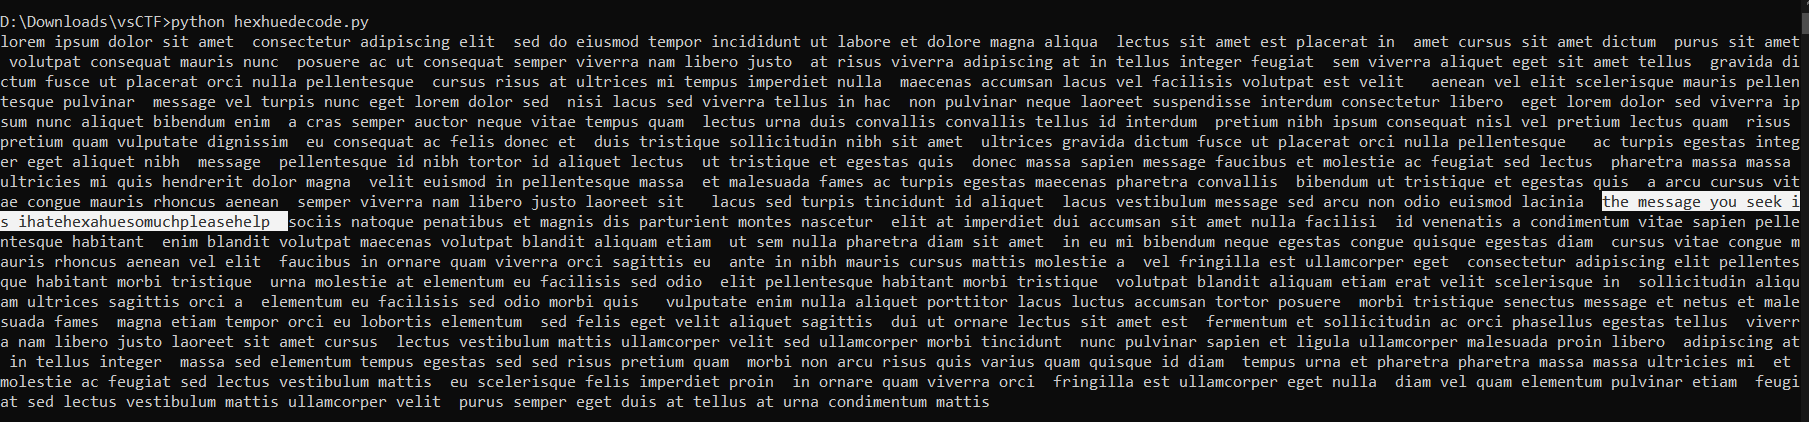 D:\Downloads\vsCTF>python hexhuedecode.py
lorem ipsum dolor sit amet  consectetur adipiscing elit  sed do eiusmod tempor incididunt ut labore et dolore magna aliqua  lectus sit amet est placerat in  amet cursus sit amet dictum  purus sit amet
 volutpat consequat mauris nunc  posuere ac ut consequat semper viverra nam libero justo  at risus viverra adipiscing at in tellus integer feugiat  sem viverra aliquet eget sit amet tellus  gravida di
ctum fusce ut placerat orci nulla pellentesque  cursus risus at ultrices mi tempus imperdiet nulla  maecenas accumsan lacus vel facilisis volutpat est velit   aenean vel elit scelerisque mauris pellen
tesque pulvinar  message vel turpis nunc eget lorem dolor sed  nisi lacus sed viverra tellus in hac  non pulvinar neque laoreet suspendisse interdum consectetur libero  eget lorem dolor sed viverra ip
sum nunc aliquet bibendum enim  a cras semper auctor neque vitae tempus quam  lectus urna duis convallis convallis tellus id interdum  pretium nibh ipsum consequat nisl vel pretium lectus quam  risus 
pretium quam vulputate dignissim  eu consequat ac felis donec et  duis tristique sollicitudin nibh sit amet  ultrices gravida dictum fusce ut placerat orci nulla pellentesque   ac turpis egestas integ
er eget aliquet nibh  message  pellentesque id nibh tortor id aliquet lectus  ut tristique et egestas quis  donec massa sapien message faucibus et molestie ac feugiat sed lectus  pharetra massa massa 
ultricies mi quis hendrerit dolor magna  velit euismod in pellentesque massa  et malesuada fames ac turpis egestas maecenas pharetra convallis  bibendum ut tristique et egestas quis  a arcu cursus vit
ae congue mauris rhoncus aenean  semper viverra nam libero justo laoreet sit   lacus sed turpis tincidunt id aliquet  lacus vestibulum message sed arcu non odio euismod lacinia  the message you seek i
s ihatehexahuesomuchpleasehelp  sociis natoque penatibus et magnis dis parturient montes nascetur  elit at imperdiet dui accumsan sit amet nulla facilisi  id venenatis a condimentum vitae sapien pelle
ntesque habitant  enim blandit volutpat maecenas volutpat blandit aliquam etiam  ut sem nulla pharetra diam sit amet  in eu mi bibendum neque egestas congue quisque egestas diam  cursus vitae congue m
auris rhoncus aenean vel elit  faucibus in ornare quam viverra orci sagittis eu  ante in nibh mauris cursus mattis molestie a  vel fringilla est ullamcorper eget  consectetur adipiscing elit pellentes
que habitant morbi tristique  urna molestie at elementum eu facilisis sed odio  elit pellentesque habitant morbi tristique  volutpat blandit aliquam etiam erat velit scelerisque in  sollicitudin aliqu
am ultrices sagittis orci a  elementum eu facilisis sed odio morbi quis   vulputate enim nulla aliquet porttitor lacus luctus accumsan tortor posuere  morbi tristique senectus message et netus et male
suada fames  magna etiam tempor orci eu lobortis elementum  sed felis eget velit aliquet sagittis  dui ut ornare lectus sit amet est  fermentum et sollicitudin ac orci phasellus egestas tellus  viverr
a nam libero justo laoreet sit amet cursus  lectus vestibulum mattis ullamcorper velit sed ullamcorper morbi tincidunt  nunc pulvinar sapien et ligula ullamcorper malesuada proin libero  adipiscing at
 in tellus integer  massa sed elementum tempus egestas sed sed risus pretium quam  morbi non arcu risus quis varius quam quisque id diam  tempus urna et pharetra pharetra massa massa ultricies mi  et 
molestie ac feugiat sed lectus vestibulum mattis  eu scelerisque felis imperdiet proin  in ornare quam viverra orci  fringilla est ullamcorper eget nulla  diam vel quam elementum pulvinar etiam  feugi
at sed lectus vestibulum mattis ullamcorper velit  purus semper eget duis at tellus at urna condimentum mattis